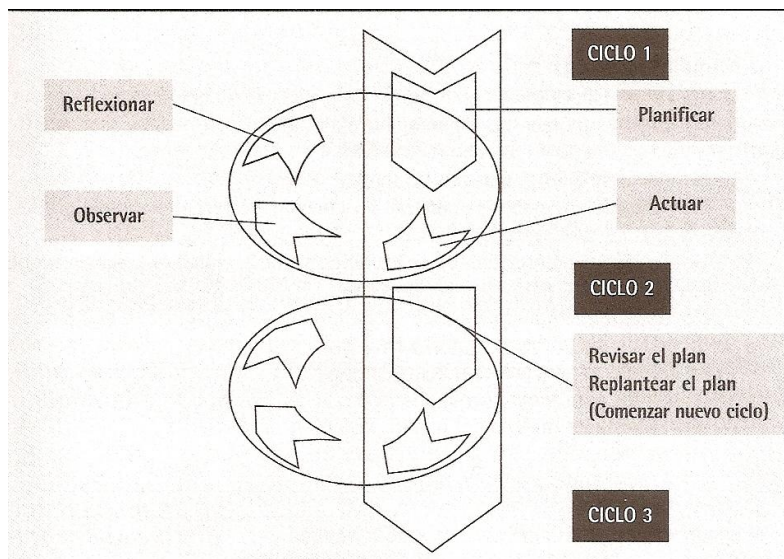 CICLO 1
Reflexionar
Planificar
Observar
Actuar
CICLO 2
Revisar el plan
Replantear el plan
(Comenzar nuevo ciclo)
CICLO 3